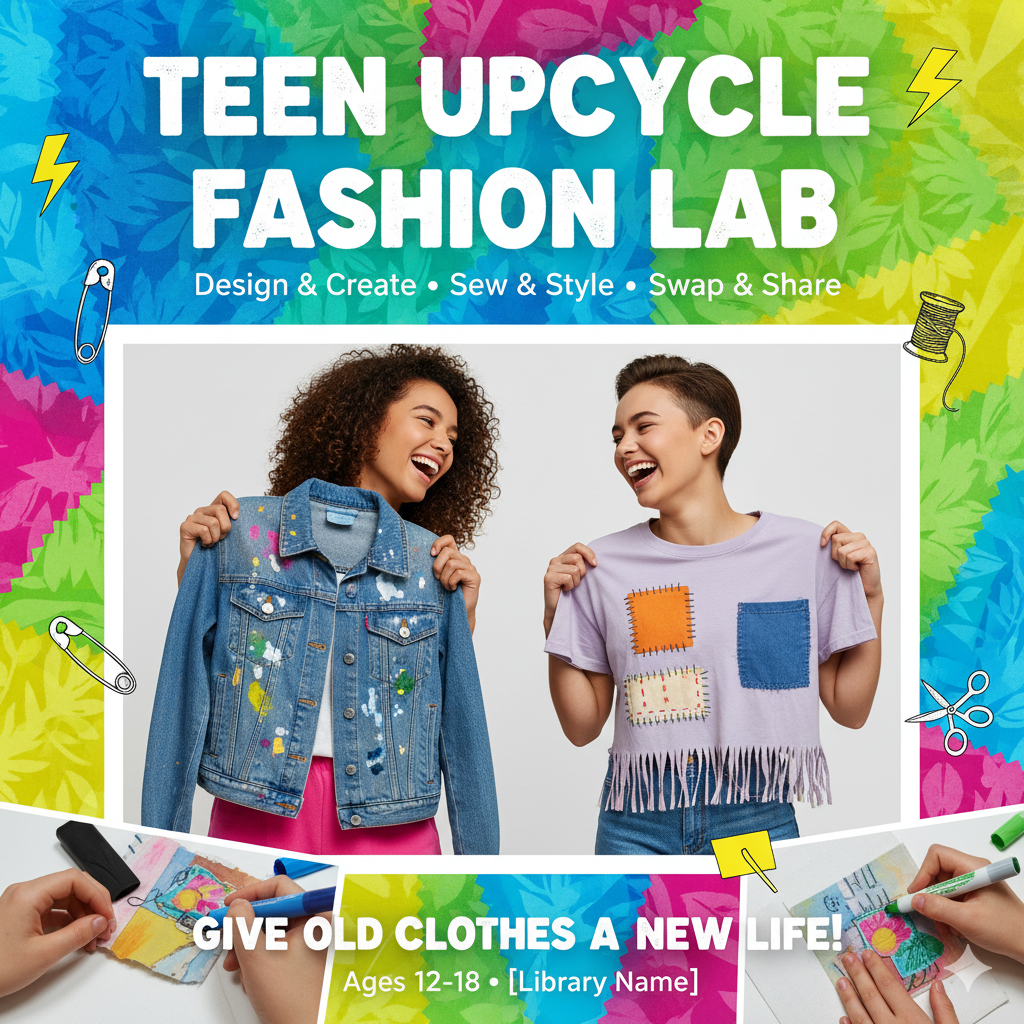 TEEN UPCYCLE
FASHION LAB
Design & Create • Sew & Style • Swap & Share
GIVE OLD CLOTHES A NEW LIFE!
Ages 12-18 • [Library Name]